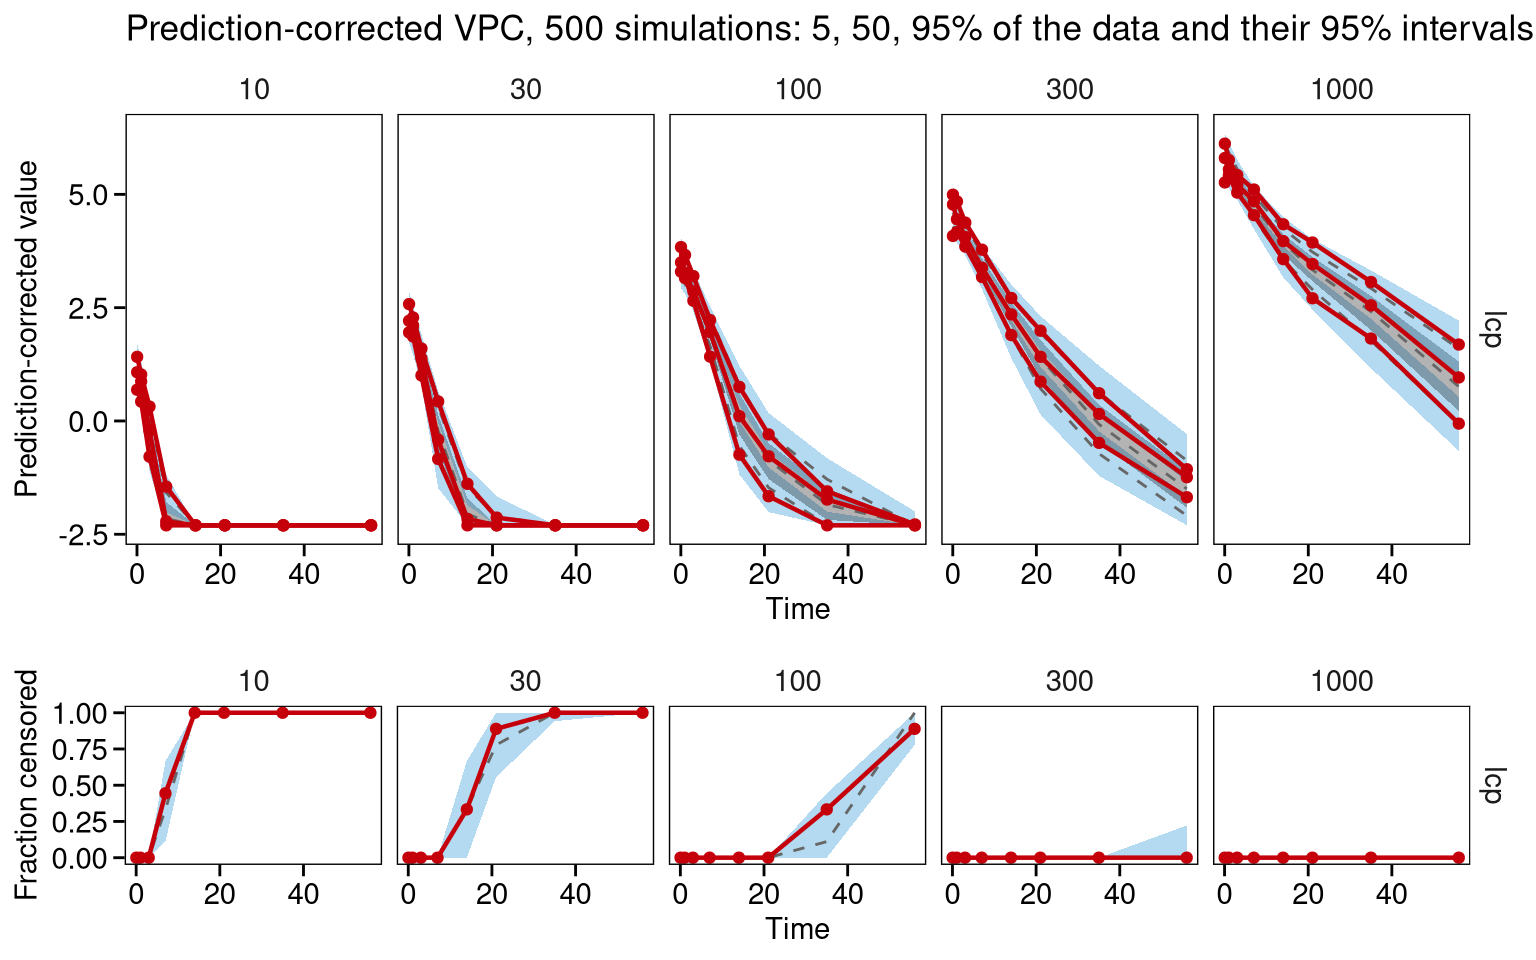 Prediction-corrected VPC, 500 simulations: 5, 50, 95% of the data and their 95% intervals
10 30 100 300 1000
Prediction-corrected value
5.0
2.5
0.0
-2.5
lcp
0 20 40 0 20 40 0 20 40 0 20 40 0 20 40
Time
10 30 100 300 1000
Fraction censored
1.00
0.75
0.50
0.25
0.00
lcp
0 20 40 0 20 40 0 20 40 0 20 40 0 20 40
Time